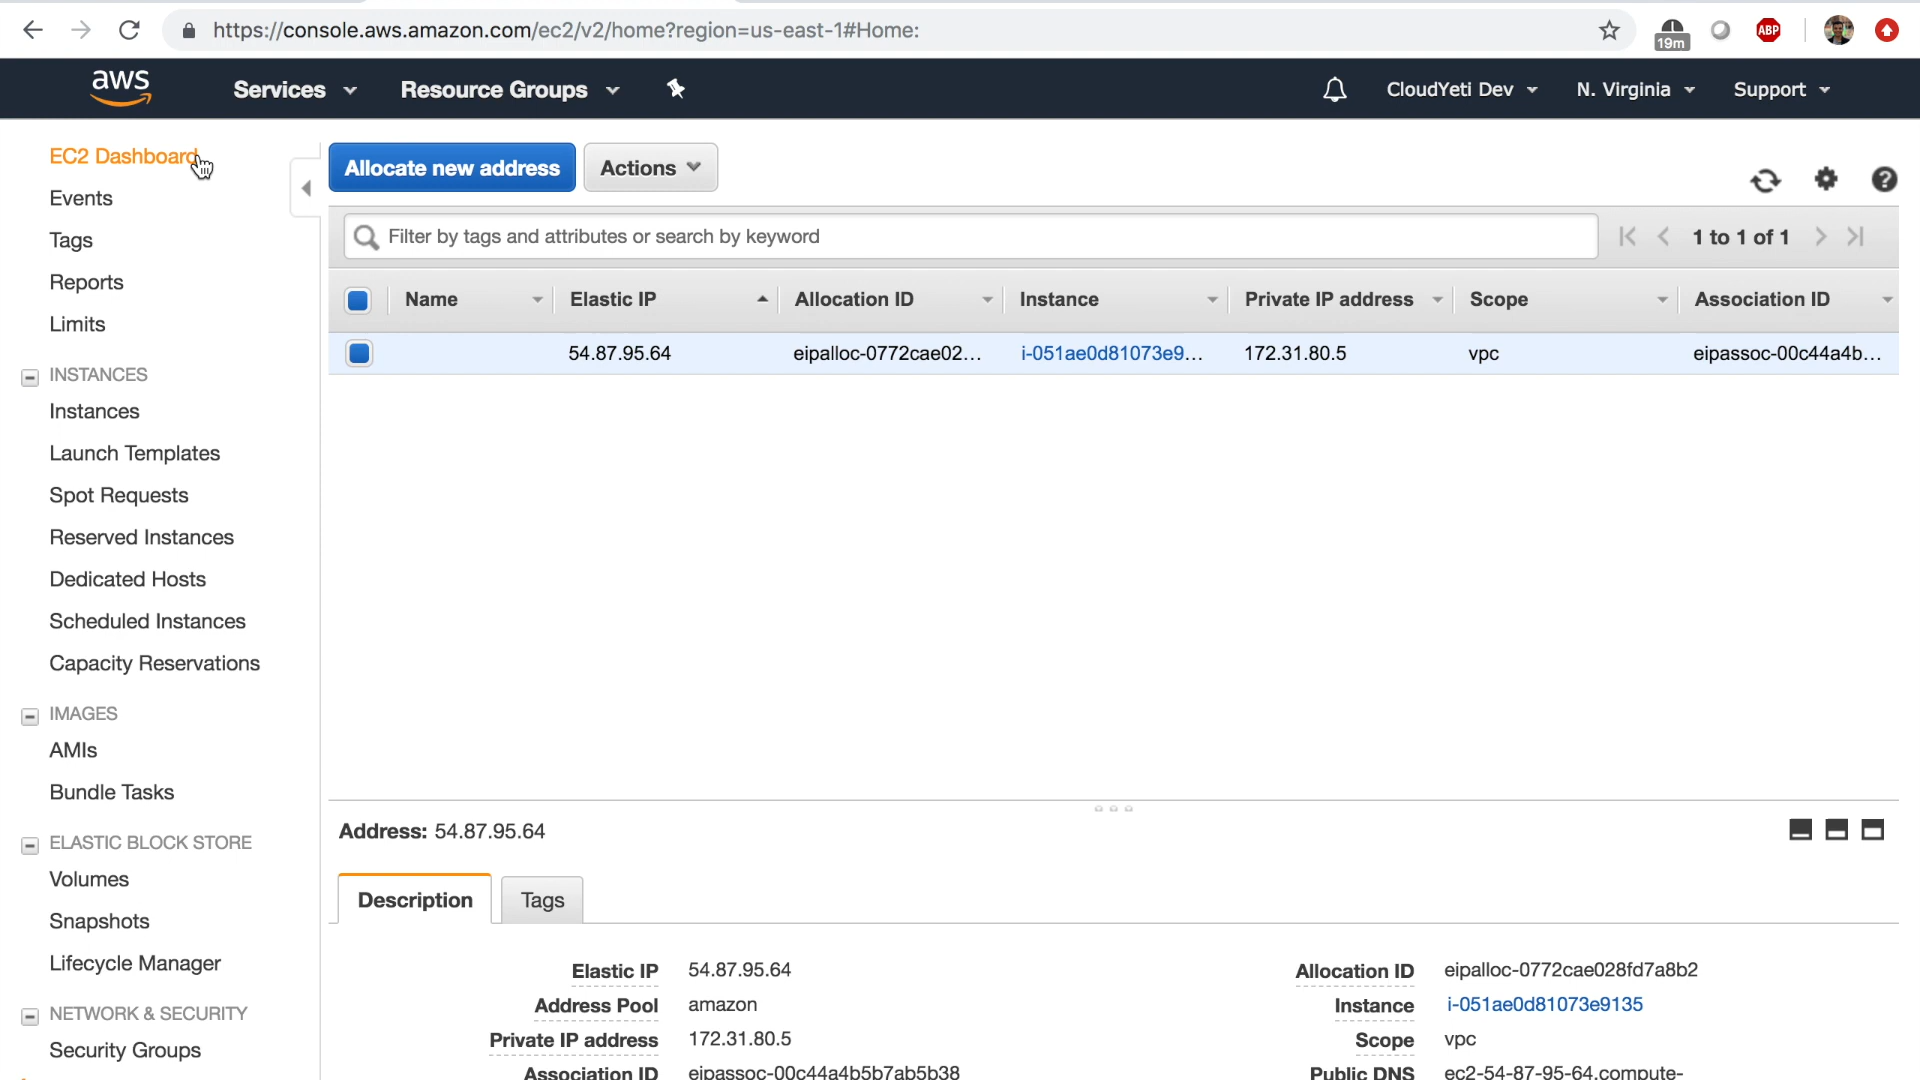 https://console.aws.amazon.com/ec2/v2/home?region=us-east-1#Home:
19m
ABP
aws
Services
Resource Groups
CloudYeti Dev
N. Virginia
Support
EC2 Dashboard
Events
Tags
Reports
Limits
INSTANCES
Instances
Launch Templates
Spot Requests
Reserved Instances
Dedicated Hosts
Scheduled Instances
Capacity Reservations
IMAGES
AMIs
Bundle Tasks
ELASTIC BLOCK STORE
Volumes
Snapshots
Lifecycle Manager
NETWORK & SECURITY
Security Groups
Allocate new address
Actions
Filter by tags and attributes or search by keyword
1 to 1 of 1
Name Elastic IP Allocation ID Instance Private IP address Scope Association ID
54.87.95.64 eipalloc-0772cae02... i-051ae0d81073e9... 172.31.80.5 vpc eipassoc-00c44a4b...
Address: 54.87.95.64
Description
Tags
Elastic IP 54.87.95.64
Address Pool amazon
Private IP address 172.31.80.5
Association ID eipassoc-00c44a4b5b7ab5b38
Allocation ID eipalloc-0772cae028fd7a8b2
Instance i-051ae0d81073e9135
Scope vpc
Public DNS ec2-54-87-95-64.compute-